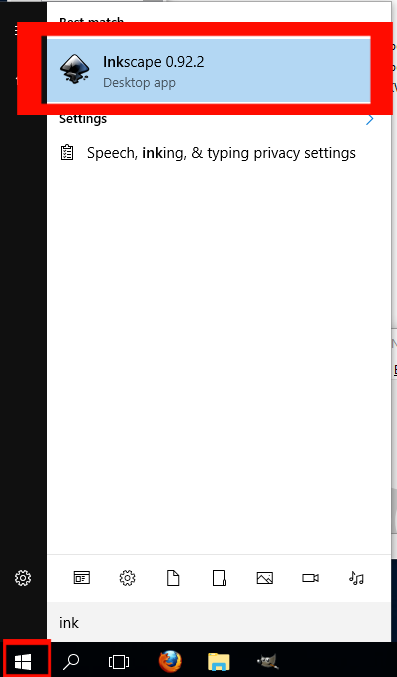 Best match
Inkscape 0.92.2
Desktop app
Settings
Speech, inking, & typing privacy settings
ink